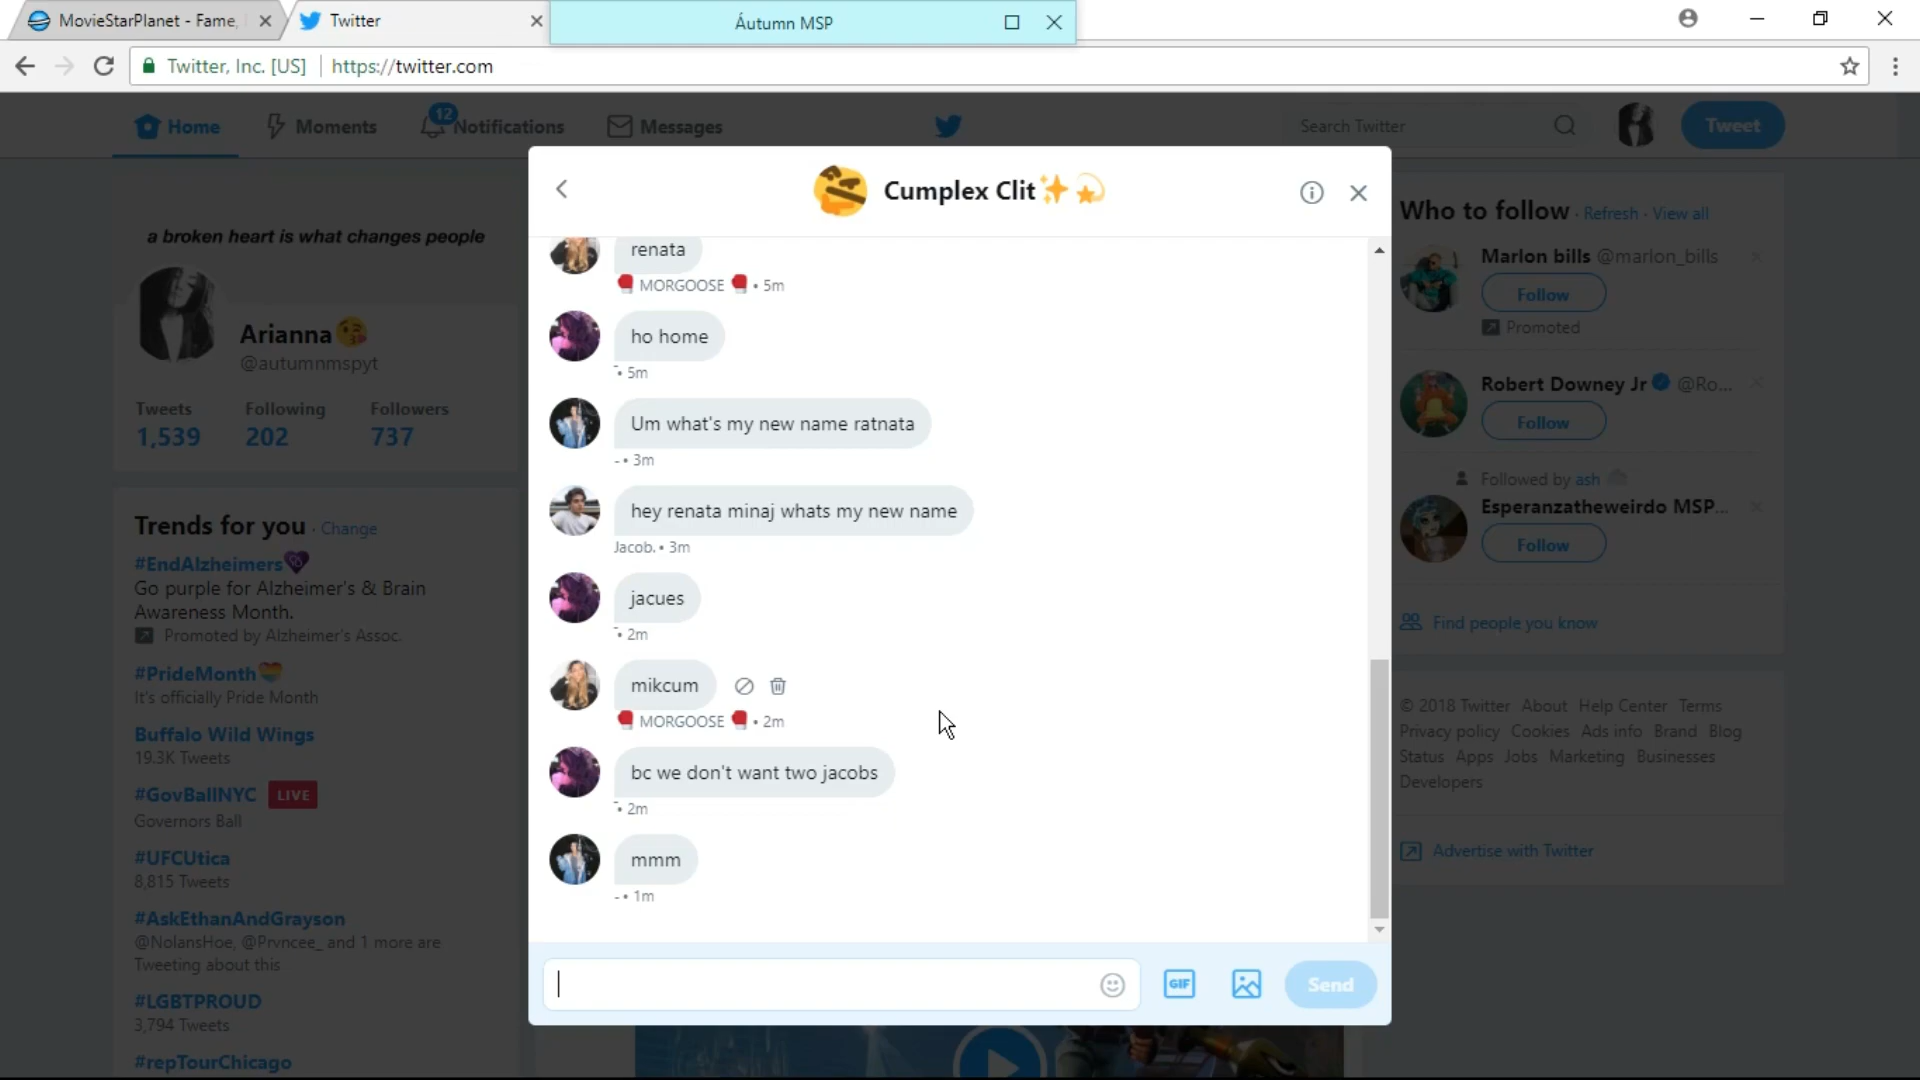 MovieStarPlanet - Fame,
Twitter
Áutumn MSP
Twitter, Inc. [US]
https://twitter.com
Home
Moments
12
Notifications
Messages
Search Twitter
Tweet
a broken heart is what changes people
Arianna
@autumnmspyt
Tweets Following Followers
1,539 202 737
Trends for you · Change
#EndAlzheimers
Go purple for Alzheimer's & Brain
Awareness Month.
Promoted by Alzheimer's Assoc.
#PrideMonth
It's officially Pride Month
Buffalo Wild Wings
19.3K Tweets
#GovBallNYC LIVE
Governors Ball
#UFCUtica
8,815 Tweets
#AskEthanAndGrayson
@NolansHoe, @Prvncee_ and 1 more are
Tweeting about this
#LGBTPROUD
3,794 Tweets
#repTourChicago
Cumplex Clit✨💫
renata
MORGOOSE • 5m
ho home
• 5m
Um what's my new name ratnata
- • 3m
hey renata minaj whats my new name
Jacob. • 3m
jacues
• 2m
mikcum
MORGOOSE • 2m
bc we don't want two jacobs
• 2m
mmm
- • 1m
GIF
Send
Who to follow · Refresh · View all
Marlon bills @marlon_bills
Follow
Promoted
Robert Downey Jr @Ro...
Follow
Followed by ash
Esperanzatheweirdo MSP...
Follow
Find people you know
© 2018 Twitter About Help Center Terms
Privacy policy Cookies Ads info Brand Blog
Status Apps Jobs Marketing Businesses
Developers
Advertise with Twitter